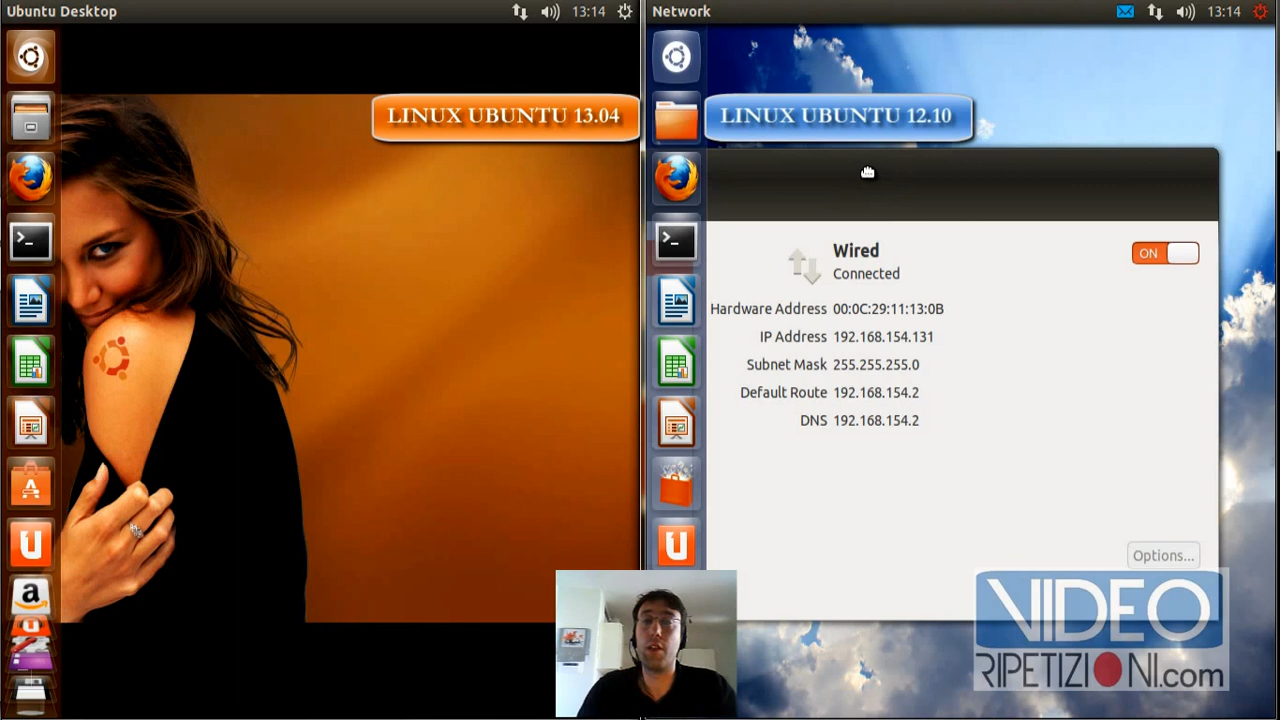 Ubuntu Desktop
13:14
LINUX UBUNTU 13.04
Network
13:14
LINUX UBUNTU 12.10
Wired
ON
Connected
Hardware Address 00:0C:29:11:13:0B
IP Address 192.168.154.131
Subnet Mask 255.255.255.0
Default Route 192.168.154.2
DNS 192.168.154.2
Options...
VIDEO
RIPETIZIONI.com